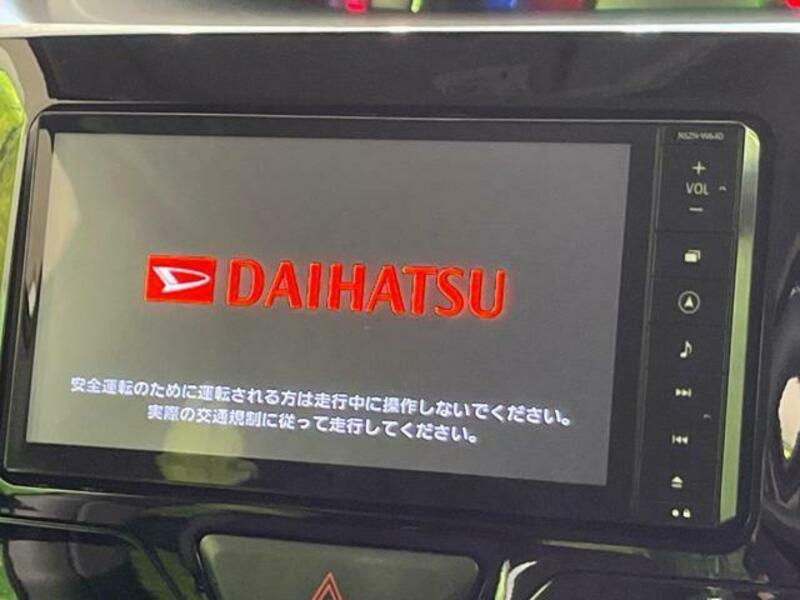 NSZN-W64D
VOL
DAIHATSU
安全運転のために運転される方は走行中に操作しないでください。
実際の交通規制に従って走行してください。